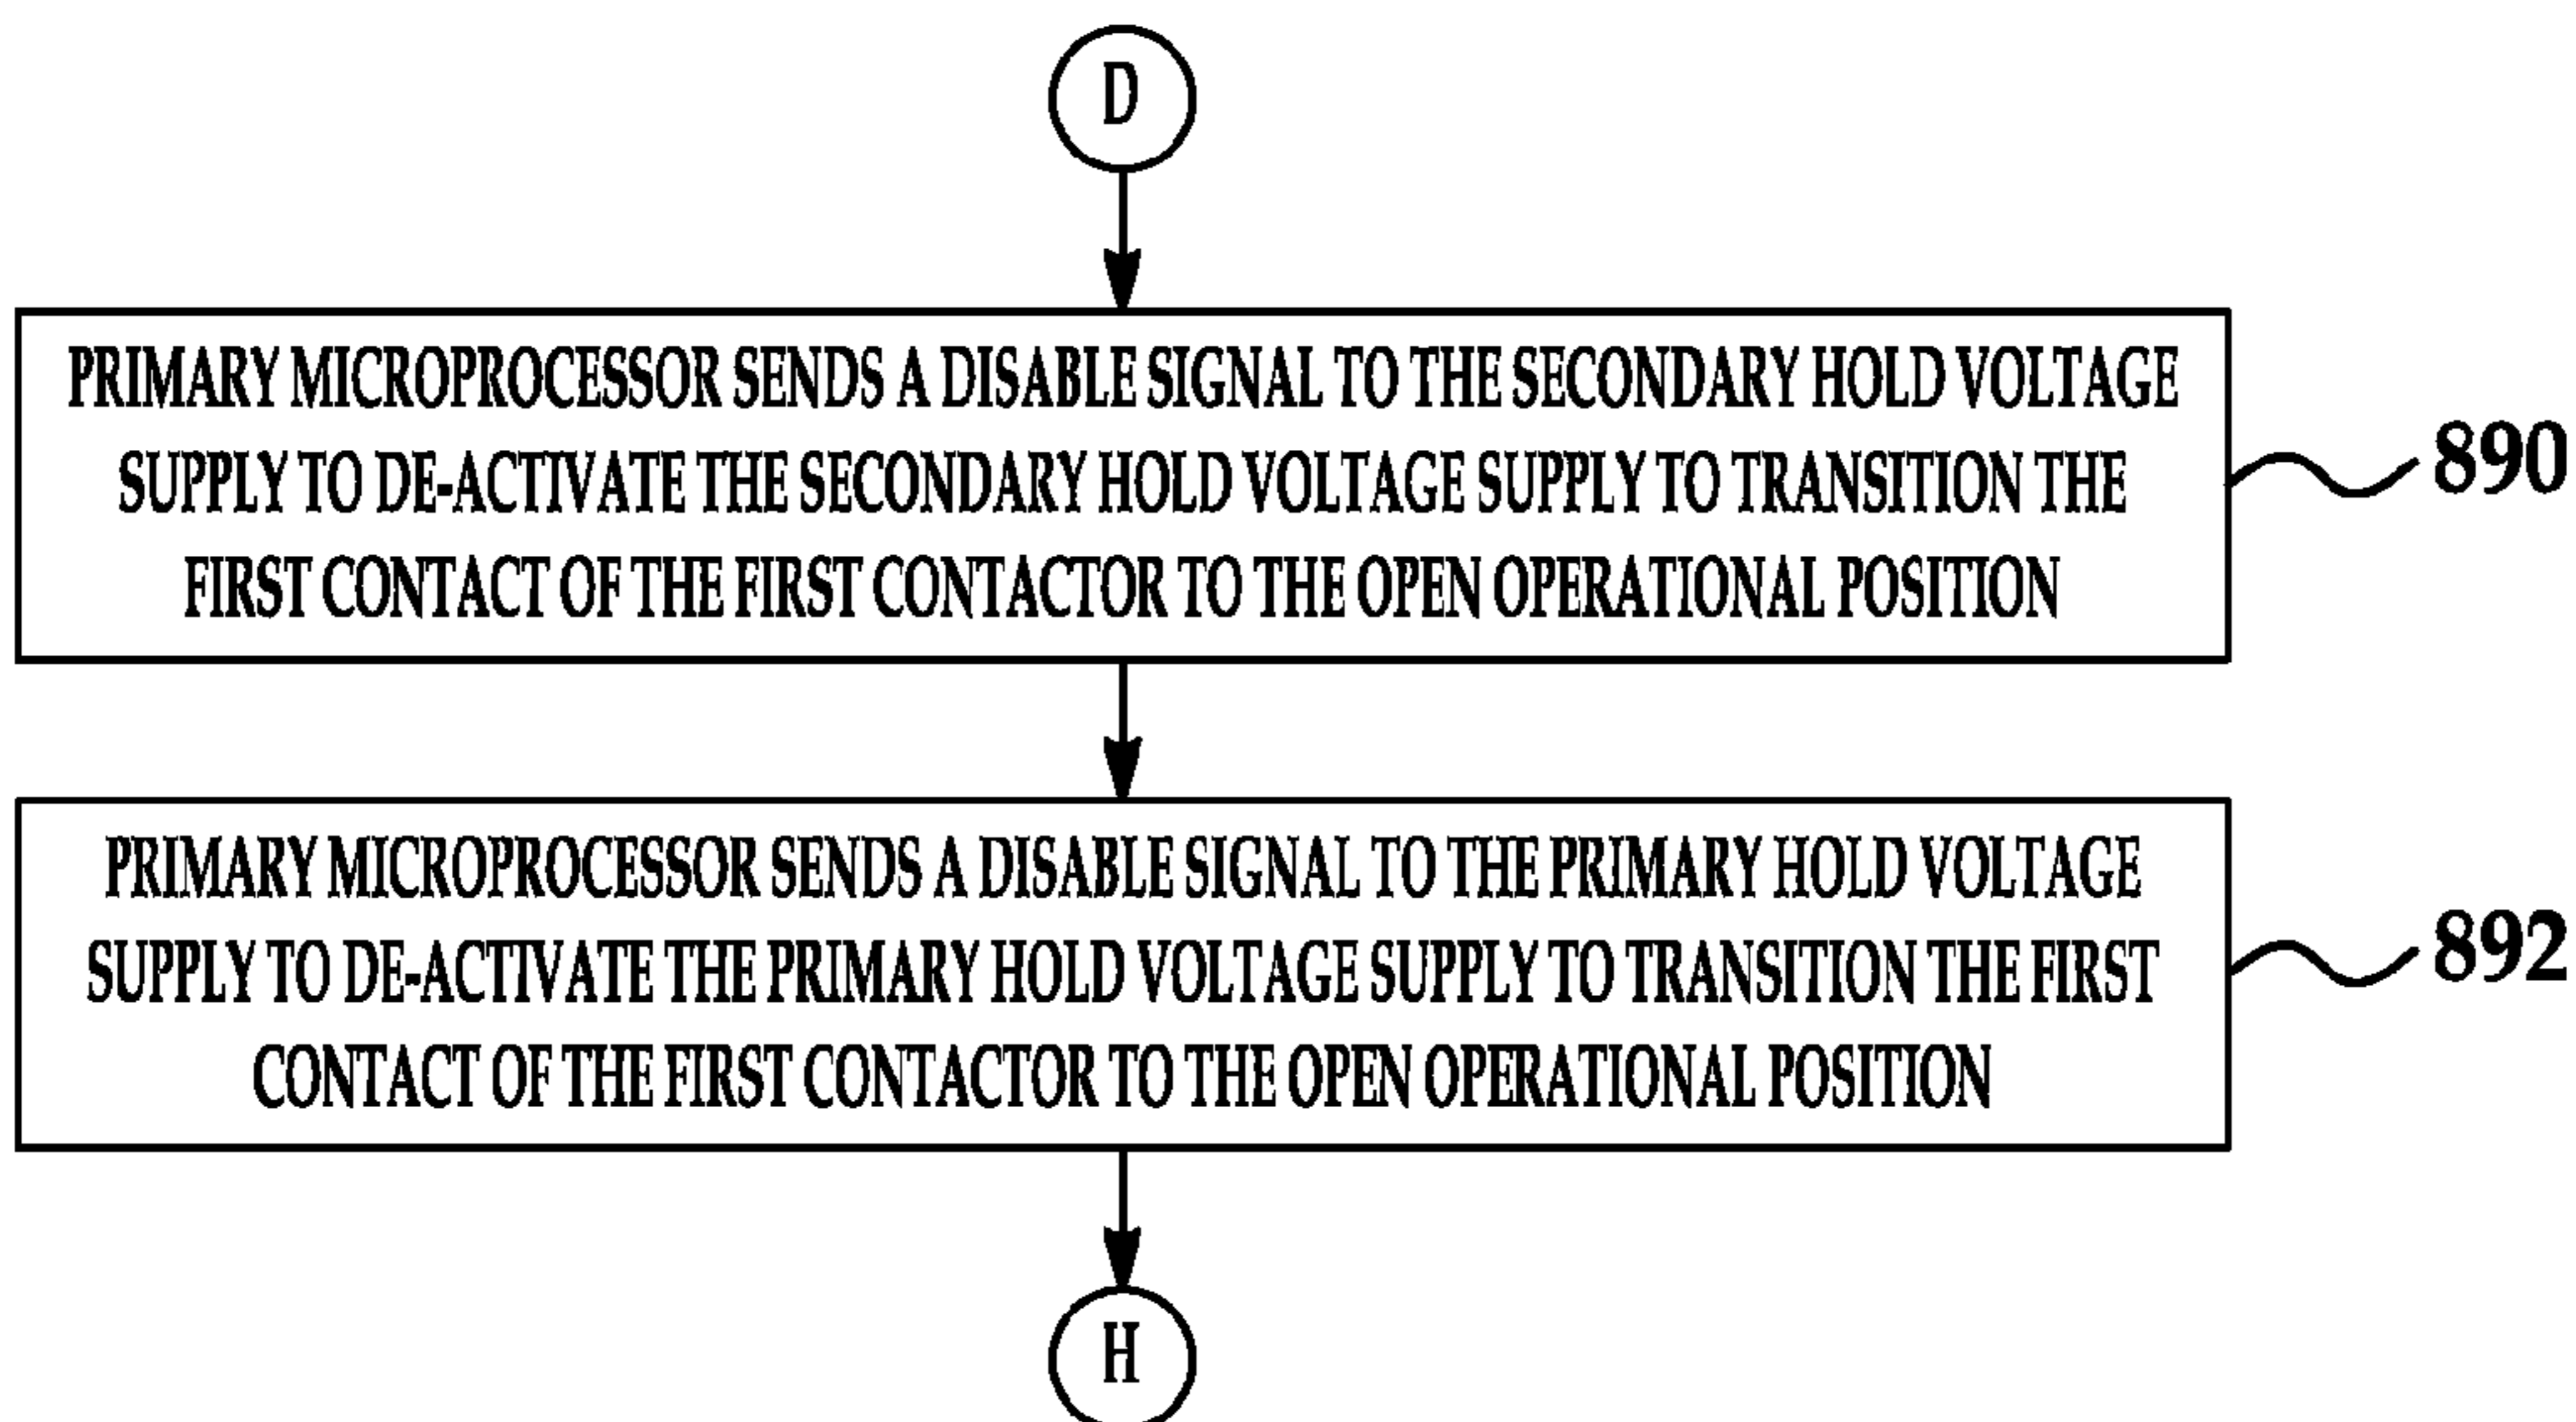 D
PRIMARY MICROPROCESSOR SENDS A DISABLE SIGNAL TO THE SECONDARY HOLD VOLTAGE
SUPPLY TO DE-ACTIVATE THE SECONDARY HOLD VOLTAGE SUPPLY TO TRANSITION THE
FIRST CONTACT OF THE FIRST CONTACTOR TO THE OPEN OPERATIONAL POSITION
890
PRIMARY MICROPROCESSOR SENDS A DISABLE SIGNAL TO THE PRIMARY HOLD VOLTAGE
SUPPLY TO DE-ACTIVATE THE PRIMARY HOLD VOLTAGE SUPPLY TO TRANSITION THE FIRST
CONTACT OF THE FIRST CONTACTOR TO THE OPEN OPERATIONAL POSITION
892
H